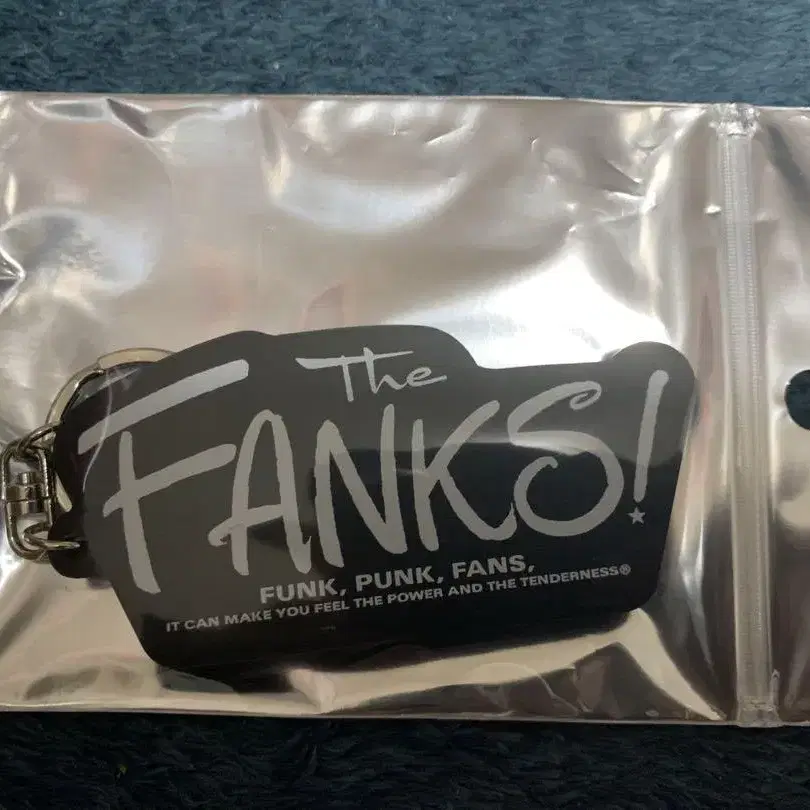 The
FANKS!
FUNK, PUNK, FANS,
IT CAN MAKE YOU FEEL THE POWER AND THE TENDERNESS®